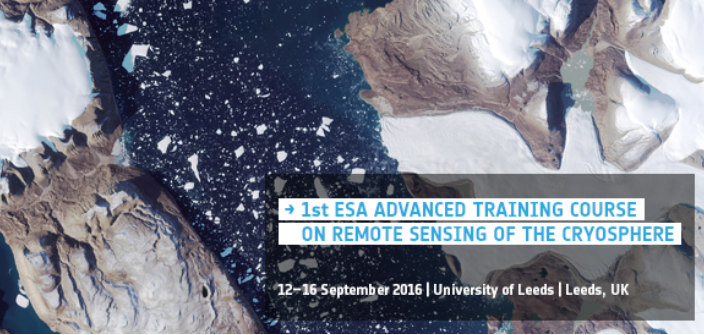 → 1st ESA ADVANCED TRAINING COURSE
ON REMOTE SENSING OF THE CRYOSPHERE
12–16 September 2016 | University of Leeds | Leeds, UK